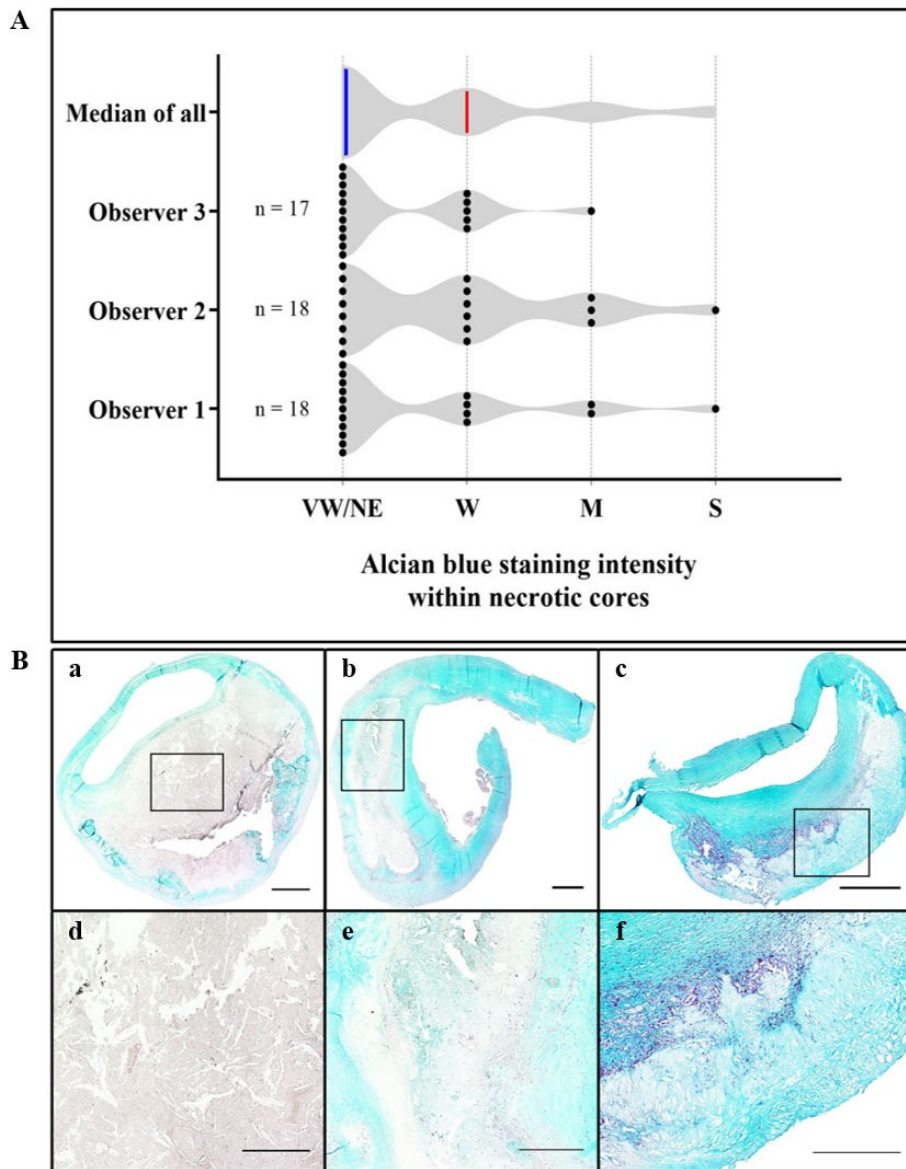 A
Median of all
Observer 3 n = 17
Observer 2 n = 18
Observer 1 n = 18
VW/NE W M S
Alcian blue staining intensity
within necrotic cores
B
a b c
d e f